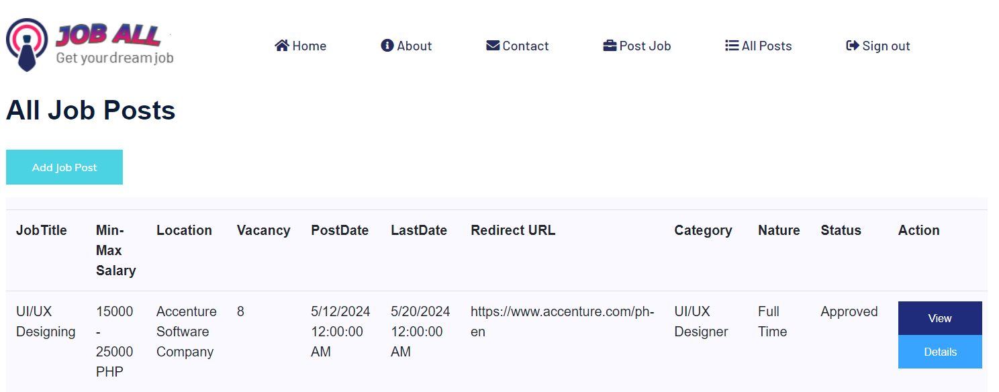 JOB ALL
Get your dream job
Home About Contact Post Job All Posts Sign out
All Job Posts
Add Job Post
JobTitle Min- Location Vacancy PostDate LastDate Redirect URL Category Nature Status Action
Max
Salary
UI/UX 15000 Accenture 8 5/12/2024 5/20/2024 https://www.accenture.com/ph- UI/UX Full Approved View
Designing - Software 12:00:00 12:00:00 en Designer Time
25000 Company AM AM Details
PHP